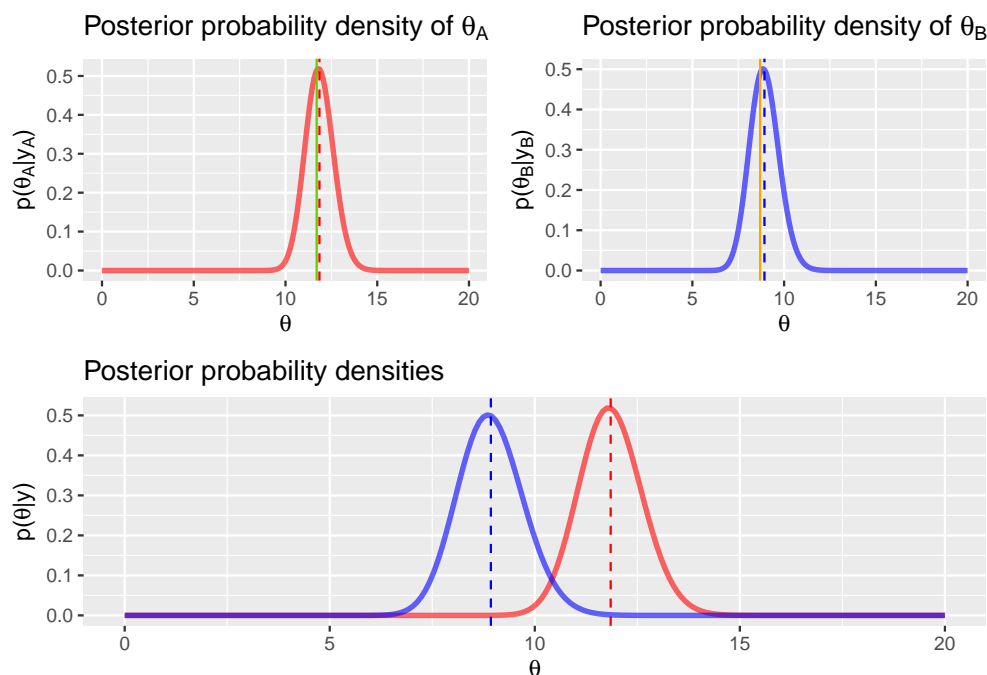 Posterior probability density of θA
0.5
0.4
0.3
0.2
0.1
0.0
p(θA|yA)
0 5 10 15 20
θ
Posterior probability density of θB
0.5
0.4
0.3
0.2
0.1
0.0
p(θB|yB)
0 5 10 15 20
θ
Posterior probability densities
0.5
0.4
0.3
0.2
0.1
0.0
p(θ|y)
0 5 10 15 20
θ